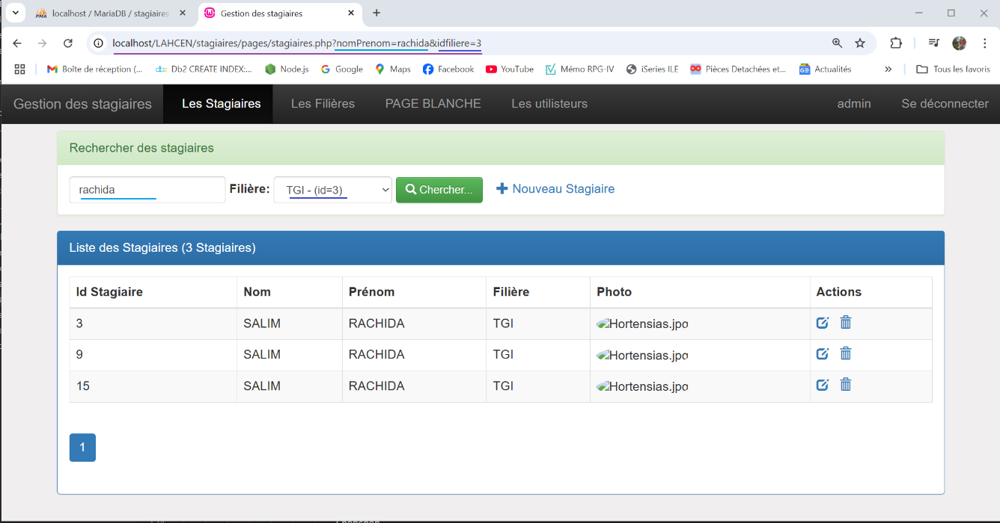 localhost / MariaDB / stagiaires
Gestion des stagiaires
localhost/LAHCEN/stagiaires/pages/stagiaires.php?nomPrenom=rachida&idfiliere=3
Boîte de réception (... Db2 CREATE INDEX:... Node.js Google Maps Facebook YouTube Mémo RPG-IV iSeries ILE Pièces Detachées et... Actualités » Tous les favoris
Gestion des stagiaires Les Stagiaires Les Filières PAGE BLANCHE Les utilisteurs admin Se déconnecter
Rechercher des stagiaires
rachida Filière: TGI - (id=3) Chercher... Nouveau Stagiaire
Liste des Stagiaires (3 Stagiaires)
Id Stagiaire Nom Prénom Filière Photo Actions
3 SALIM RACHIDA TGI Hortensias.jpg
9 SALIM RACHIDA TGI Hortensias.jpg
15 SALIM RACHIDA TGI Hortensias.jpg
1